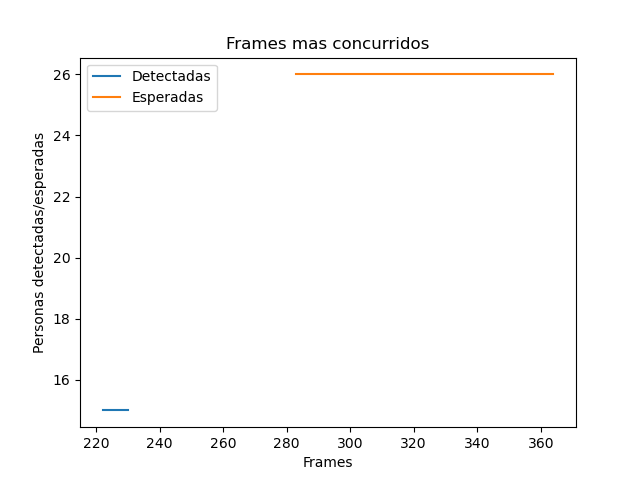 Frames mas concurridos
Detectadas
Esperadas
Personas detectadas/esperadas
26
24
22
20
18
16
220 240 260 280 300 320 340 360
Frames